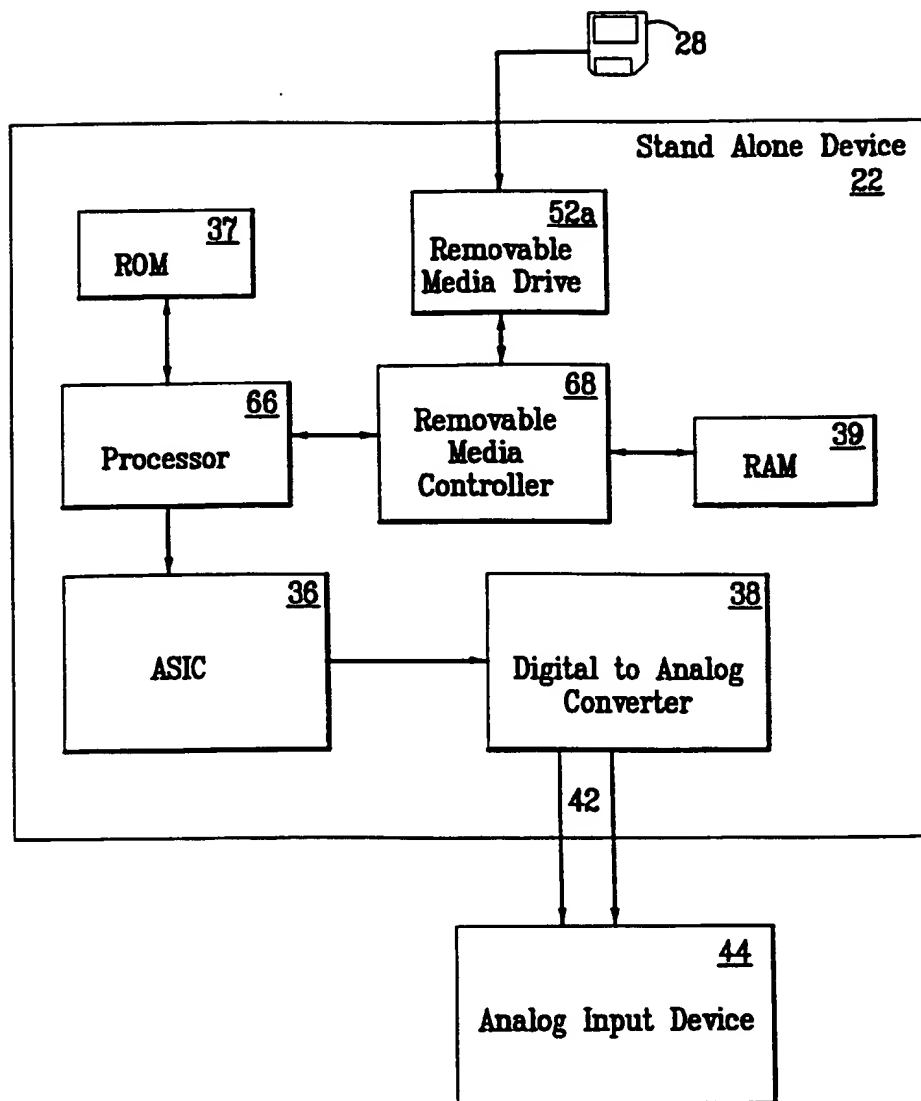 28
Stand Alone Device
22
52a
Removable
Media Drive
37
ROM
66
Processor
68
Removable
Media
Controller
39
RAM
36
ASIC
38
Digital to Analog
Converter
42
44
Analog Input Device